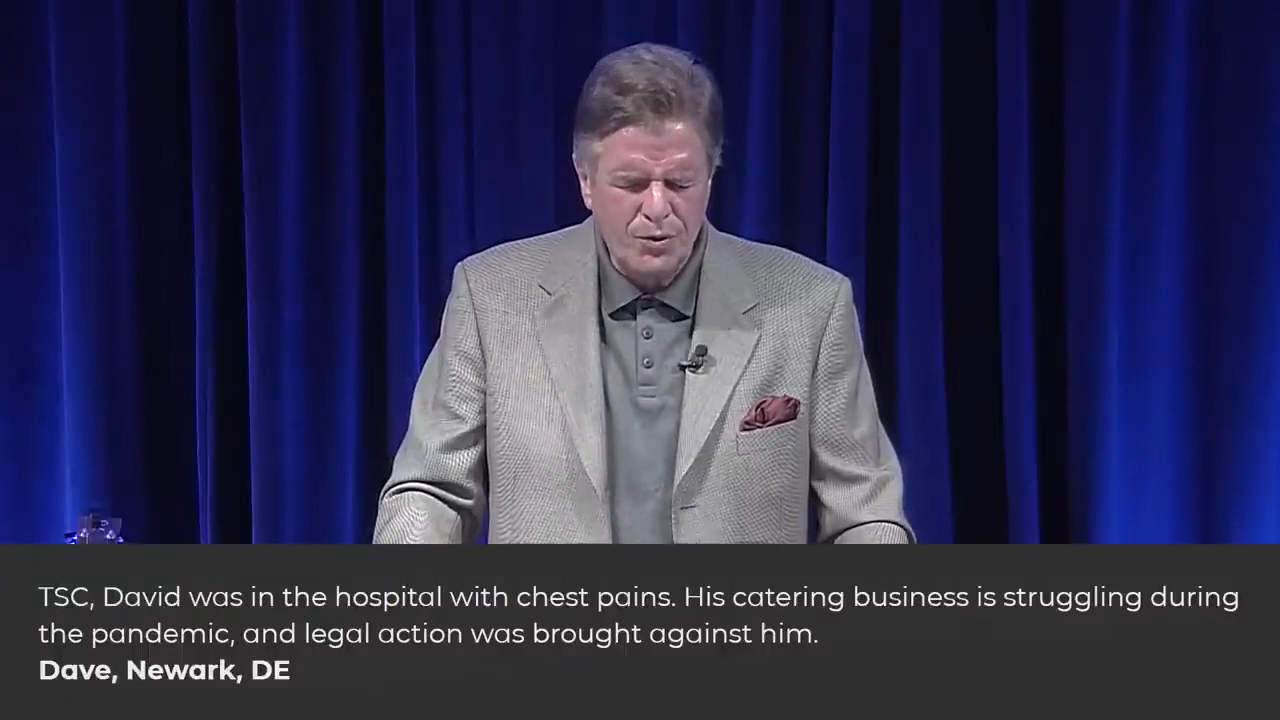 TSC, David was in the hospital with chest pains. His catering business is struggling during
the pandemic, and legal action was brought against him.
Dave, Newark, DE